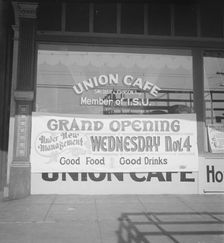 UNION CAFE
Member of I.S.U.
GRAND OPENING
Under New
Management
WEDNESDAY Nov. 4
Good Food Good Drinks
UNION CAFE
Ho